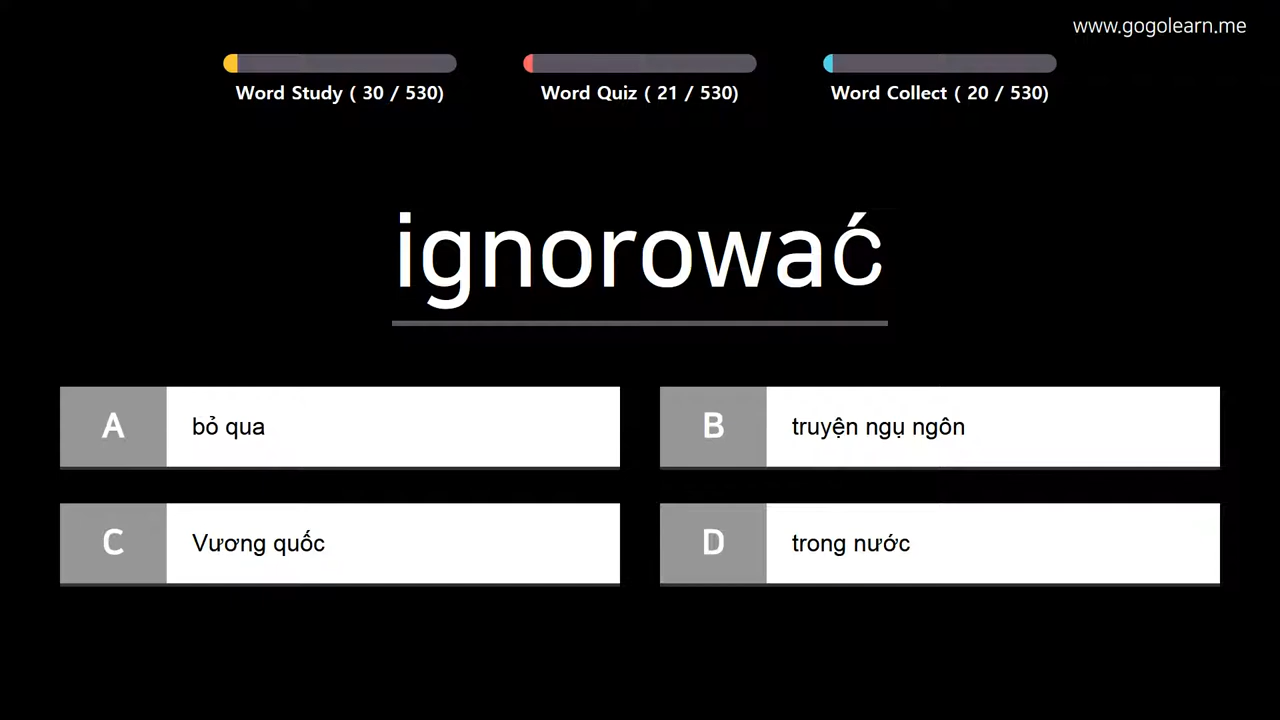 www.gogolearn.me
Word Study ( 30 / 530)
Word Quiz ( 21 / 530)
Word Collect ( 20 / 530)
ignorować
A bỏ qua
B truyện ngụ ngôn
C Vương quốc
D trong nước